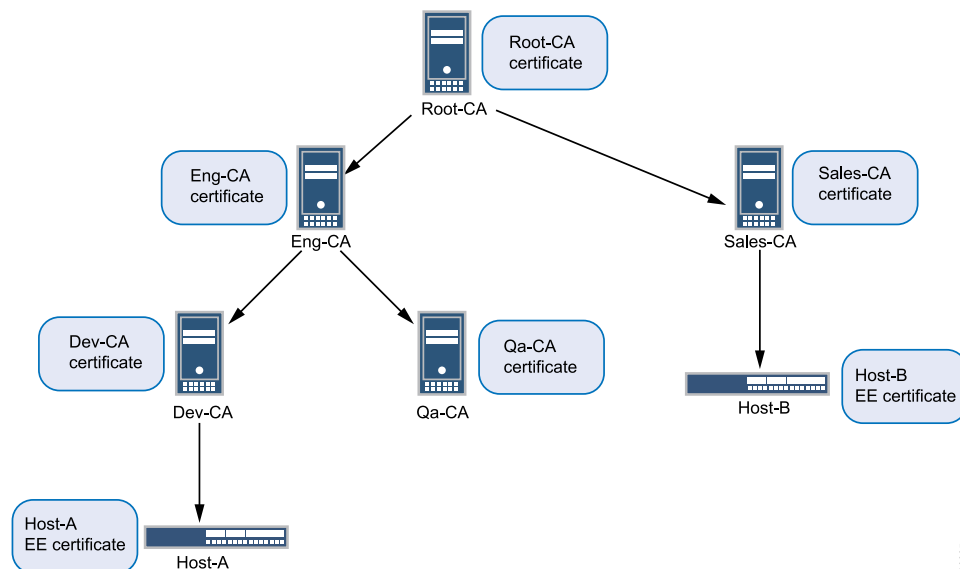 Root-CA
certificate
Root-CA
Eng-CA
certificate
Eng-CA
Sales-CA
certificate
Sales-CA
Dev-CA
certificate
Dev-CA
Qa-CA
certificate
Qa-CA
Host-B
EE certificate
Host-B
Host-A
EE certificate
Host-A